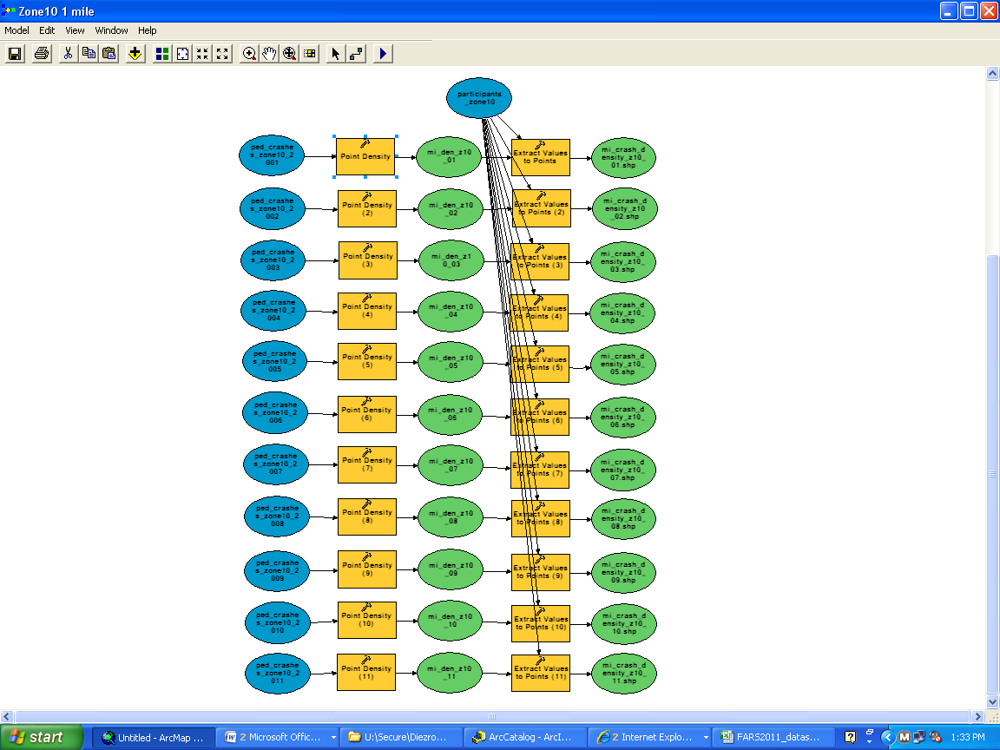 Zone10 1 mile
Model Edit View Window Help
participants
_zone10
ped_crashe
s_zone10_2
001
Point Density
mi_den_z10
_01
Extract Values
to Points
mi_crash_d
ensity_z10_
01.shp
ped_crashe
s_zone10_2
002
Point Density
(2)
mi_den_z10
_02
Extract Values
to Points (2)
mi_crash_d
ensity_z10
_02.shp
ped_crashe
s_zone10_2
003
Point Density
(3)
mi_den_z1
0_03
Extract Values
to Points (3)
mi_crash_d
ensity_z10_
03.shp
ped_crashe
s_zone10_2
004
Point Density
(4)
mi_den_z10
_04
Extract Values
to Points (4)
mi_crash_d
ensity_z10_
04.shp
ped_crashe
s_zone10_2
005
Point Density
(5)
mi_den_z10
_05
Extract Values
to Points (5)
mi_crash_d
ensity_z10_
05.shp
ped_crashe
s_zone10_2
006
Point Density
(6)
mi_den_z10
_06
Extract Values
to Points (6)
mi_crash_d
ensity_z10_
06.shp
ped_crashe
s_zone10_2
007
Point Density
(7)
mi_den_z10
_07
Extract Values
to Points (7)
mi_crash_d
ensity_z10_
07.shp
ped_crashe
s_zone10_2
008
Point Density
(8)
mi_den_z10
_08
Extract Values
to Points (8)
mi_crash_d
ensity_z10_
08.shp
ped_crashe
s_zone10_2
009
Point Density
(9)
mi_den_z10
_09
Extract Values
to Points (9)
mi_crash_d
ensity_z10_
09.shp
ped_crashe
s_zone10_2
010
Point Density
(10)
mi_den_z10
_10
Extract Values
to Points (10)
mi_crash_d
ensity_z10_
10.shp
ped_crashe
s_zone10_2
011
Point Density
(11)
mi_den_z10
_11
Extract Values
to Points (11)
mi_crash_d
ensity_z10_
11.shp
start Untitled - ArcMap ... 2 Microsoft Offic... U:\Secure\Diezro... ArcCatalog - ArcI... 2 Internet Explo... FARS2011_datas... 1:33 PM